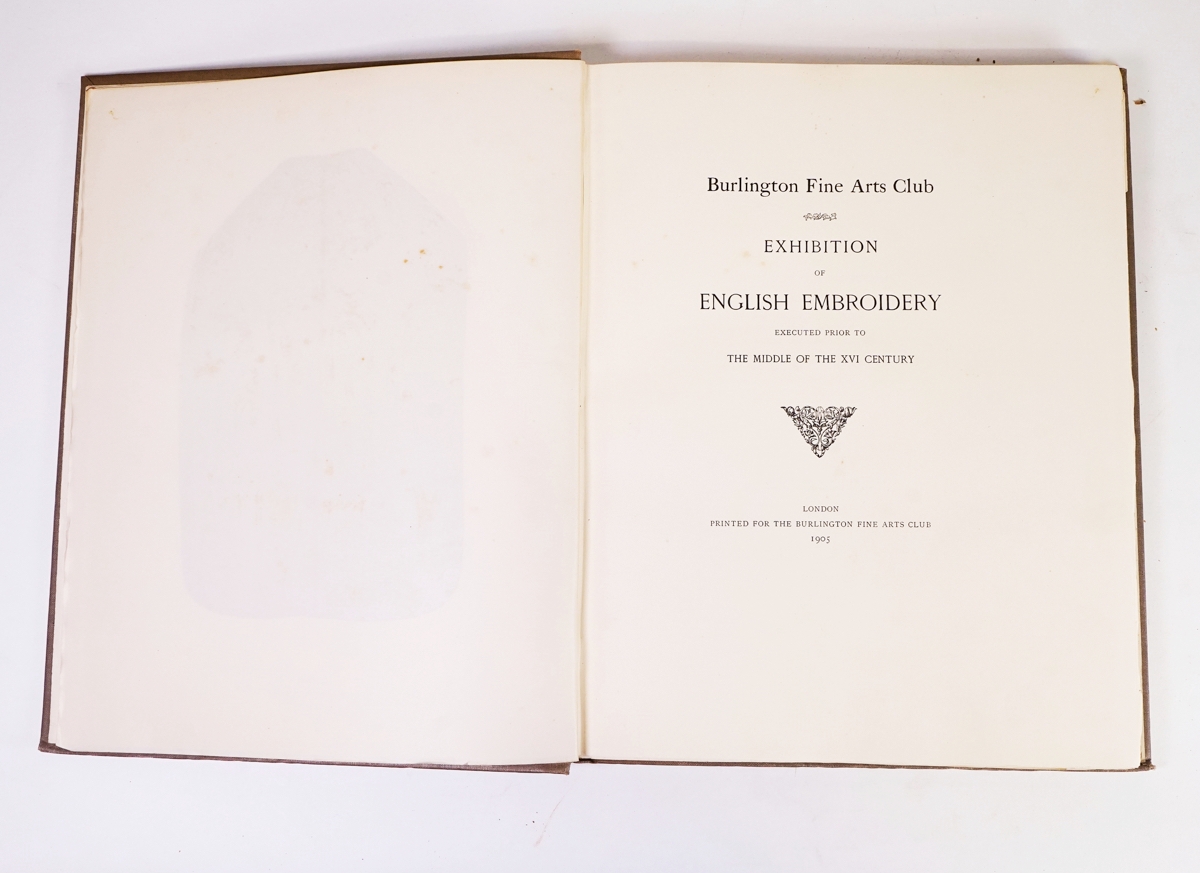 Burlington Fine Arts Club
EXHIBITION
OF
ENGLISH EMBROIDERY
EXECUTED PRIOR TO
THE MIDDLE OF THE XVI CENTURY
LONDON
PRINTED FOR THE BURLINGTON FINE ARTS CLUB
1905